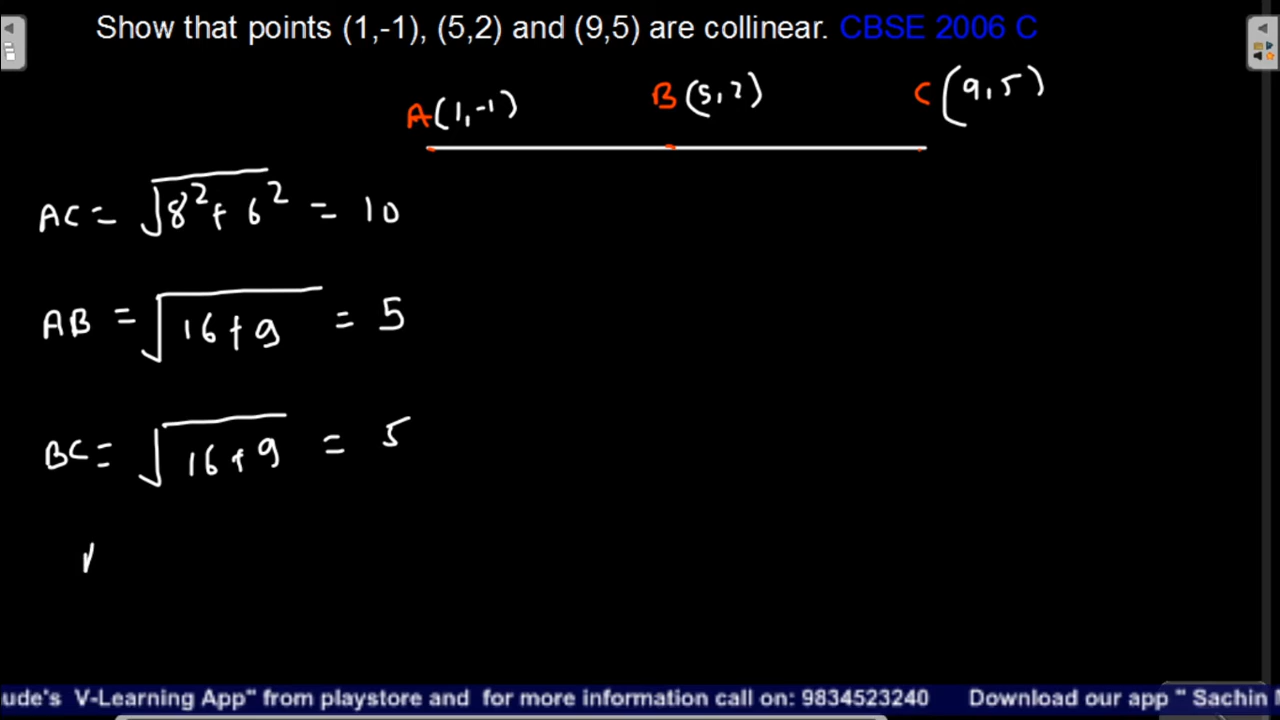 Show that points (1,-1), (5,2) and (9,5) are collinear. CBSE 2006 C
A(1,-1) B(5,2) C(9,5)
AC = √8²+6² = 10
AB = √16+9 = 5
BC = √16+9 = 5
ude's V-Learning App" from playstore and for more information call on: 9834523240 Download our app " Sachin